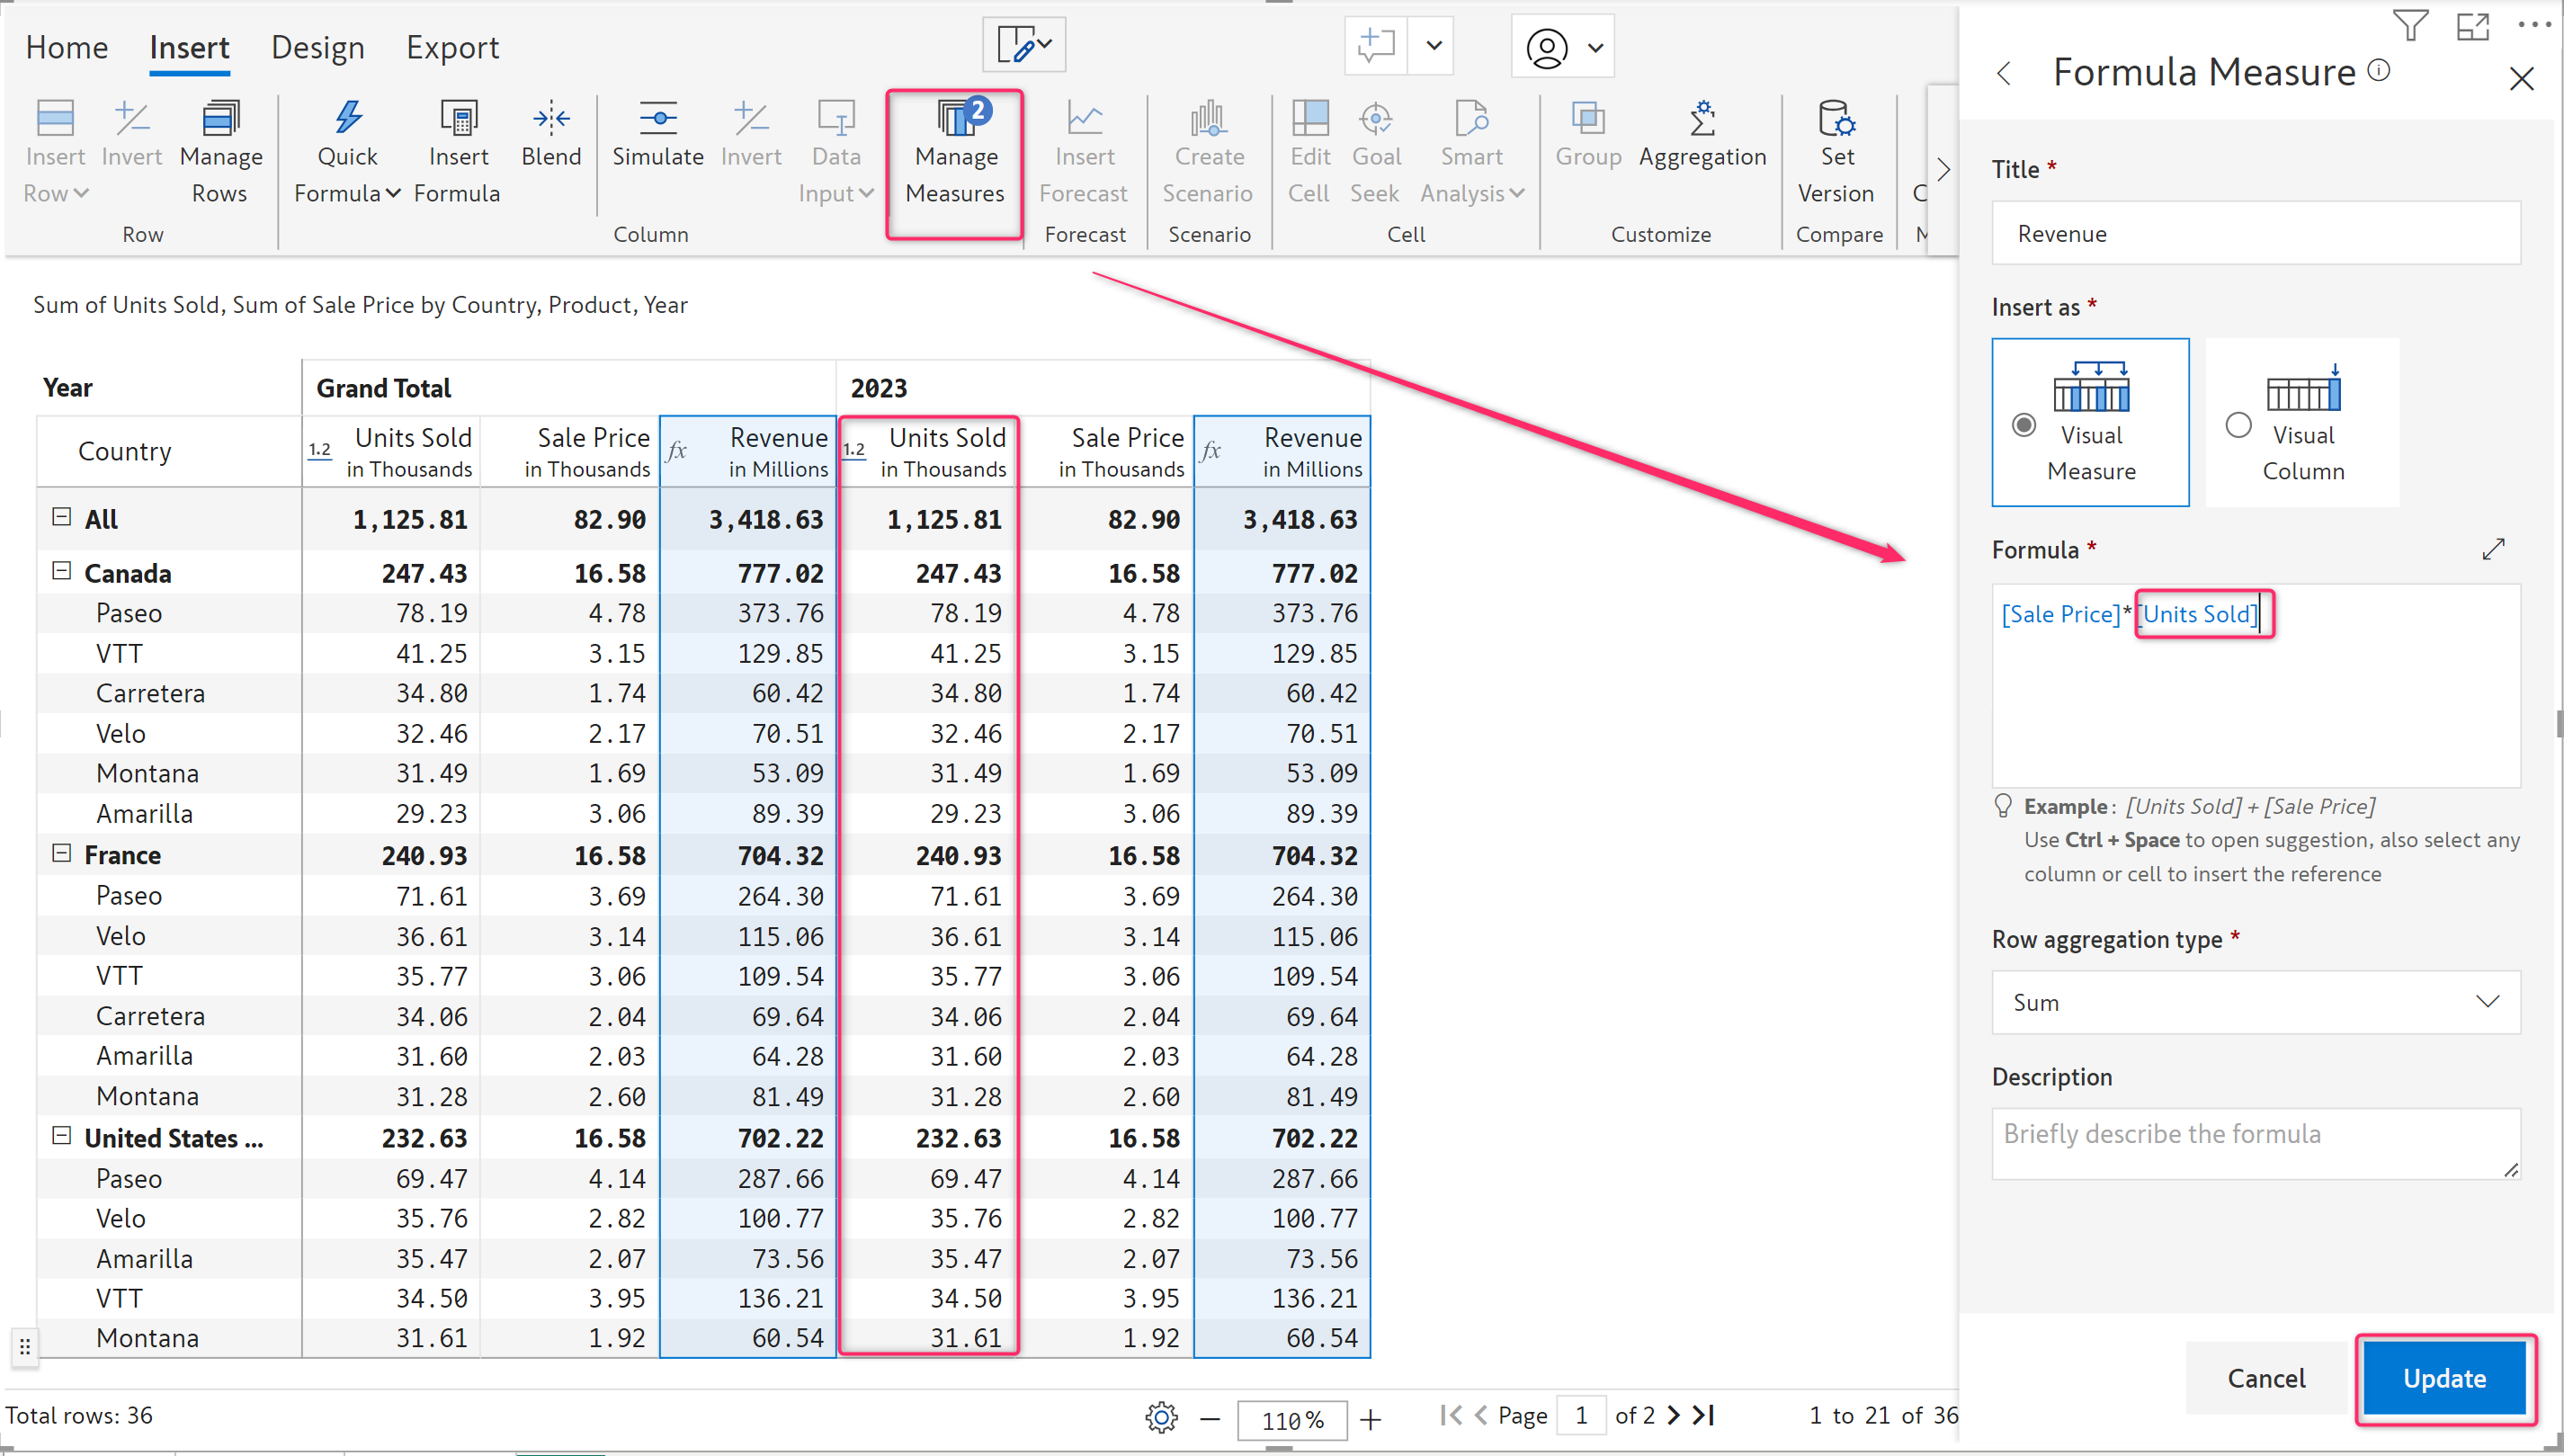 Home Insert Design Export
Insert Row
Invert
Manage Rows
Row
Quick Formula
Insert Formula
Blend
Simulate
Invert
Data Input
2
Manage Measures
Column
Insert Forecast
Forecast
Create Scenario
Scenario
Edit Cell
Goal Seek
Smart Analysis
Cell
Group
Aggregation
Customize
Set Version
Compare
Sum of Units Sold, Sum of Sale Price by Country, Product, Year
Year Grand Total 2023
Country 1.2 Units Sold in Thousands Sale Price in Thousands fx Revenue in Millions 1.2 Units Sold in Thousands Sale Price in Thousands fx Revenue in Millions
All 1,125.81 82.90 3,418.63 1,125.81 82.90 3,418.63
Canada 247.43 16.58 777.02 247.43 16.58 777.02
Paseo 78.19 4.78 373.76 78.19 4.78 373.76
VTT 41.25 3.15 129.85 41.25 3.15 129.85
Carretera 34.80 1.74 60.42 34.80 1.74 60.42
Velo 32.46 2.17 70.51 32.46 2.17 70.51
Montana 31.49 1.69 53.09 31.49 1.69 53.09
Amarilla 29.23 3.06 89.39 29.23 3.06 89.39
France 240.93 16.58 704.32 240.93 16.58 704.32
Paseo 71.61 3.69 264.30 71.61 3.69 264.30
Velo 36.61 3.14 115.06 36.61 3.14 115.06
VTT 35.77 3.06 109.54 35.77 3.06 109.54
Carretera 34.06 2.04 69.64 34.06 2.04 69.64
Amarilla 31.60 2.03 64.28 31.60 2.03 64.28
Montana 31.28 2.60 81.49 31.28 2.60 81.49
United States ... 232.63 16.58 702.22 232.63 16.58 702.22
Paseo 69.47 4.14 287.66 69.47 4.14 287.66
Velo 35.76 2.82 100.77 35.76 2.82 100.77
Amarilla 35.47 2.07 73.56 35.47 2.07 73.56
VTT 34.50 3.95 136.21 34.50 3.95 136.21
Montana 31.61 1.92 60.54 31.61 1.92 60.54
Total rows: 36
110 %
Page 1 of 2
1 to 21 of 36
Formula Measure
Title *
Revenue
Insert as *
Visual Measure
Visual Column
Formula *
[Sale Price]*[Units Sold]
Example : [Units Sold] + [Sale Price]
Use Ctrl + Space to open suggestion, also select any
column or cell to insert the reference
Row aggregation type *
Sum
Description
Briefly describe the formula
Cancel
Update